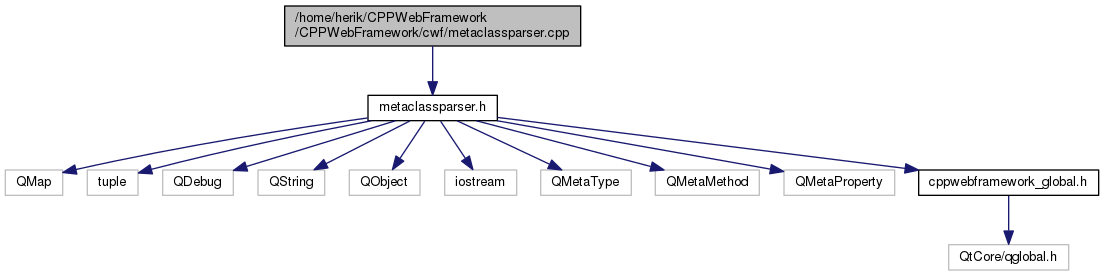 /home/herik/CPPWebFramework
/CPPWebFramework/cwf/metaclassparser.cpp
metaclassparser.h
QMap
tuple
QDebug
QString
QObject
iostream
QMetaType
QMetaMethod
QMetaProperty
cppwebframework_global.h
QtCore/qglobal.h